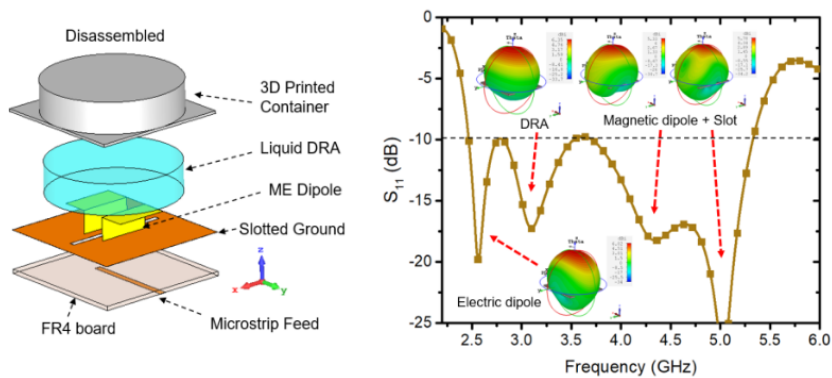 Disassembled
3D Printed
Container
Liquid DRA
ME Dipole
Slotted Ground
FR4 board
Microstrip Feed
z
x
y
0
-5
-10
-15
-20
-25
S11 (dB)
DRA
Magnetic dipole + Slot
Electric dipole
2.5 3.0 3.5 4.0 4.5 5.0 5.5 6.0
Frequency (GHz)